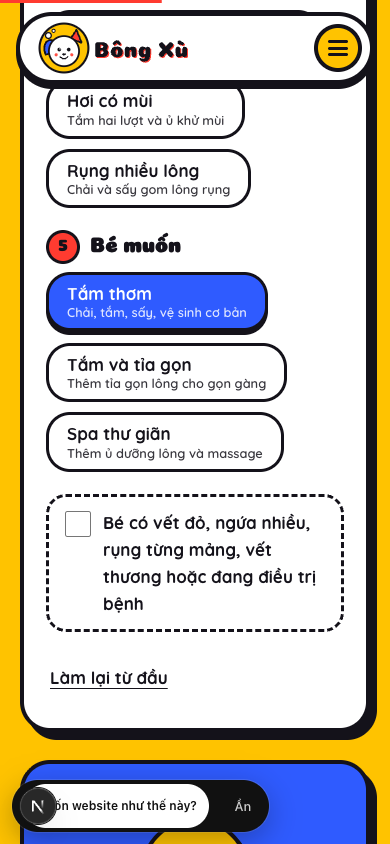 Bông Xù
Hơi có mùi
Tắm hai lượt và ủ khử mùi
Rụng nhiều lông
Chải và sấy gom lông rụng
5 Bé muốn
Tắm thơm
Chải, tắm, sấy, vệ sinh cơ bản
Tắm và tỉa gọn
Thêm tỉa gọn lông cho gọn gàng
Spa thư giãn
Thêm ủ dưỡng lông và massage
Bé có vết đỏ, ngứa nhiều,
rụng từng mảng, vết
thương hoặc đang điều trị
bệnh
Làm lại từ đầu
N website như thế này? Ẩn